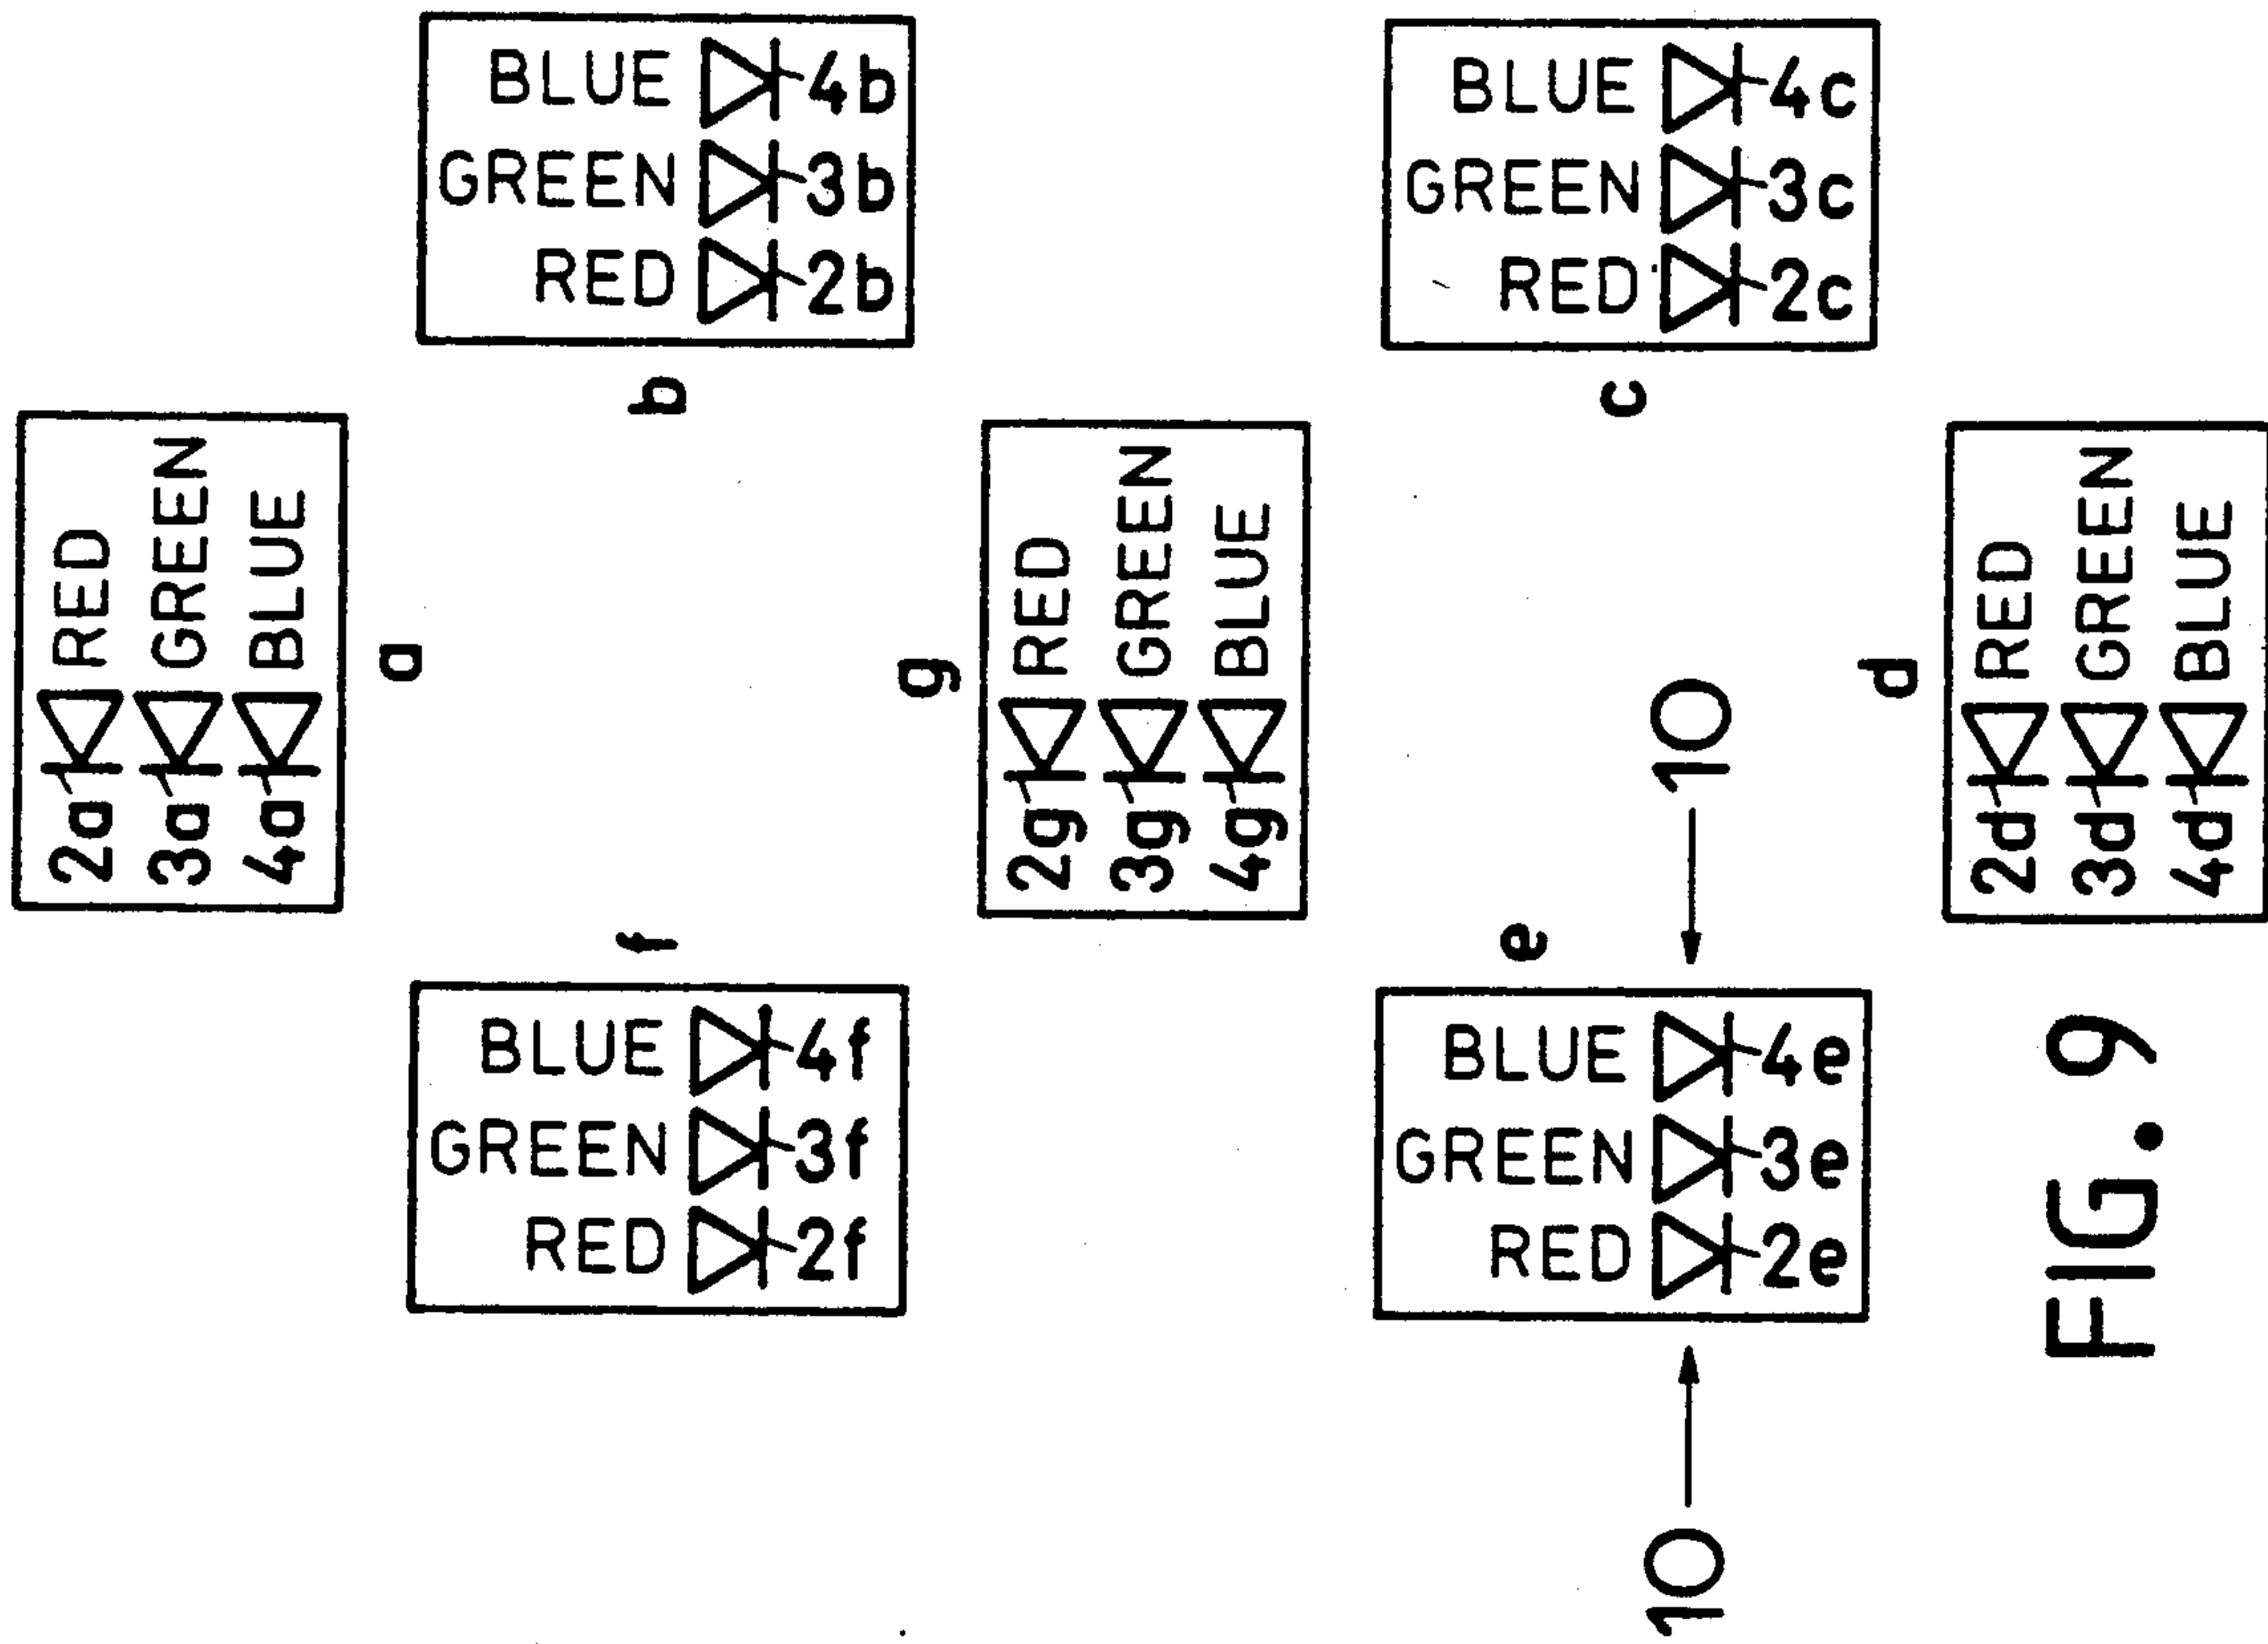 2a RED
3a GREEN
4a BLUE
a
BLUE 4b
GREEN 3b
RED 2b
b
f
BLUE 4f
GREEN 3f
RED 2f
g
2g RED
3g GREEN
4g BLUE
BLUE 4c
GREEN 3c
RED 2c
c
e
BLUE 4e
GREEN 3e
RED 2e
10
10
d
2d RED
3d GREEN
4d BLUE
FIG. 9